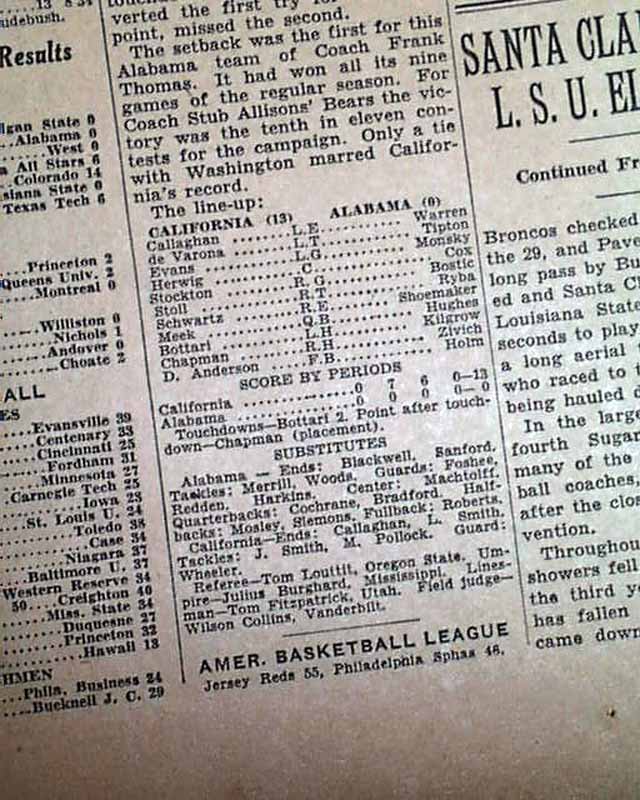 13
uidebush.
Results
igan State 0
Alabama 0
West 0
All Stars 6
Colorado 14
siana State 0
Texas Tech 6
Princeton 2
Queens Univ. 2
Montreal 0
Williston 0
Nichols 1
Andover 0
Choate 2
ALL
ES
Evansville 39
Centenary 33
Cincinnati 25
Fordham 31
Minnesota 27
Carnegie Tech 25
Iowa 23
St. Louis U. 24
Toledo 38
Case 34
Niagara 37
Baltimore U. 37
Western Reserve 34
50....Creighton 40
Miss. State 34
Duquesne 27
Princeton 32
Hawaii 13
HMEN
Phila. Business 24
Bucknell J. C. 29
verted the first try for
point, missed the second.
The setback was the first for this
Alabama team of Coach Frank
Thomas. It had won all its nine
games of the regular season. For
Coach Stub Allisons' Bears the vic-
tory was the tenth in eleven con-
tests for the campaign. Only a tie
with Washington marred Califor-
nia's record.
The line-up:
CALIFORNIA (13) ALABAMA (0)
Callaghan ........L.E........... Warren
de Varona ........L.T........... Tipton
Evans ............L.G........... Monsky
Herwig ...........C............. Cox
Stockton .........R.G........... Bostic
Stoll ............R.T........... Ryba
Schwartz .........R.E........... Shoemaker
Meek .............Q.B........... Hughes
Bottari ..........L.H........... Kilgrow
Chapman ..........R.H........... Zivich
D. Anderson ......F.B........... Holm
SCORE BY PERIODS
California ..............0 7 6 0—13
Alabama .................0 0 0 0— 0
Touchdowns—Bottari 2. Point after touch-
down—Chapman (placement).
SUBSTITUTES
Alabama — Ends: Blackwell, Sanford.
Tackles: Merrill, Woods. Guards: Foshee,
Redden, Harkins. Center: Machtolff.
Quarterbacks: Cochrane, Bradford. Half-
backs: Mosley, Slemons. Fullback: Roberts.
California—Ends: Callaghan, L. Smith.
Tackles: J. Smith, M. Pollock. Guard:
Wheeler.
Referee—Tom Louttit, Oregon State. Um-
pire—Julius Burghard, Mississippi. Lines-
man—Tom Fitzpatrick, Utah. Field judge—
Wilson Collins, Vanderbilt.
AMER. BASKETBALL LEAGUE
Jersey Reds 55, Philadelphia Sphas 46.
SANTA CLA
L. S. U. EL
Continued Fr
Broncos checked
the 29, and Pave
long pass by Bu
ed and Santa Cl
Louisiana State
seconds to play
a long aerial
who raced to t
being hauled
In the large
fourth Sugar
many of the
ball coaches,
after the clo
vention.
Throughou
showers fell
the third y
has fallen
came down